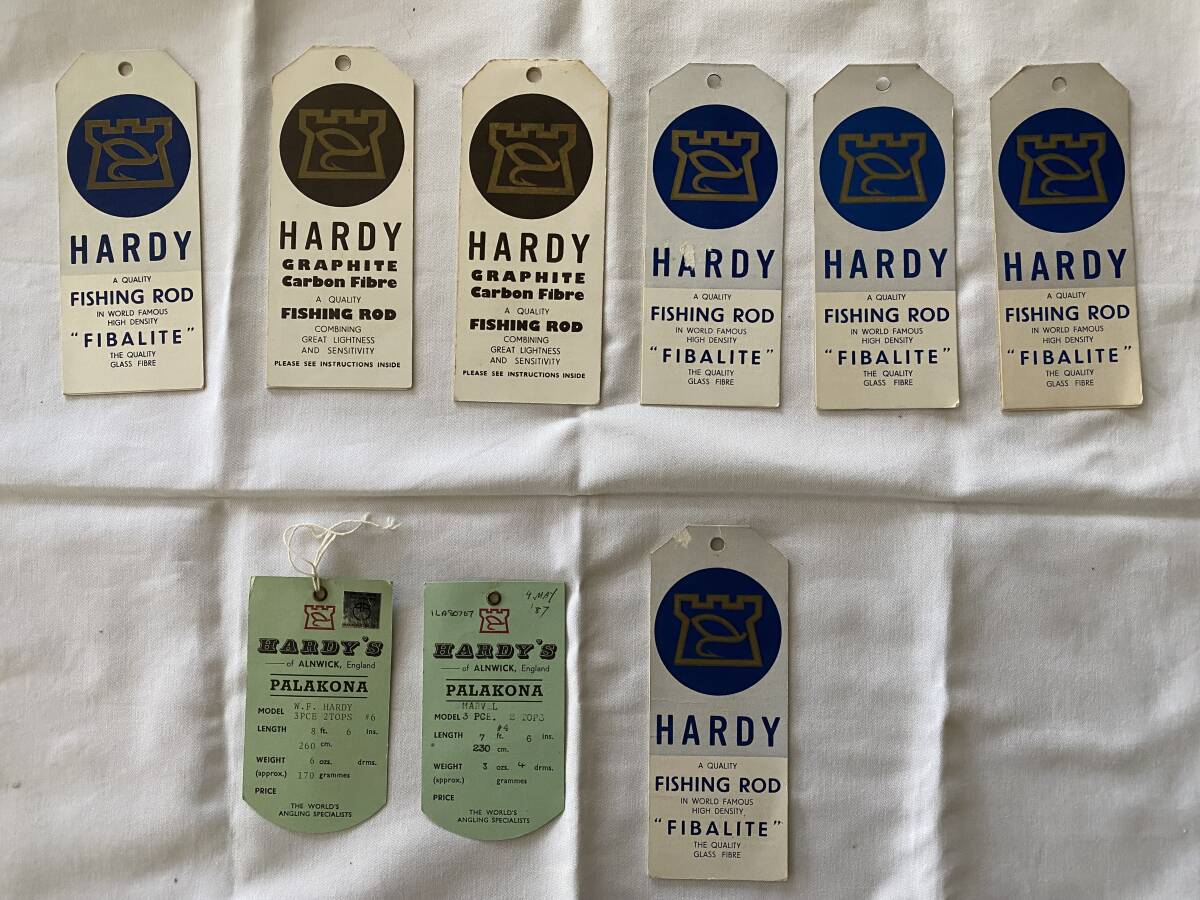 HARDY
A QUALITY
FISHING ROD
IN WORLD FAMOUS
HIGH DENSITY
"FIBALITE"
THE QUALITY
GLASS FIBRE
HARDY
GRAPHITE
Carbon Fibre
A QUALITY
FISHING ROD
COMBINING
GREAT LIGHTNESS
AND SENSITIVITY
PLEASE SEE INSTRUCTIONS INSIDE
HARDY
GRAPHITE
Carbon Fibre
A QUALITY
FISHING ROD
COMBINING
GREAT LIGHTNESS
AND SENSITIVITY
PLEASE SEE INSTRUCTIONS INSIDE
HARDY
A QUALITY
FISHING ROD
IN WORLD FAMOUS
HIGH DENSITY
"FIBALITE"
THE QUALITY
GLASS FIBRE
HARDY
A QUALITY
FISHING ROD
IN WORLD FAMOUS
HIGH DENSITY
"FIBALITE"
THE QUALITY
GLASS FIBRE
HARDY
A QUALITY
FISHING ROD
IN WORLD FAMOUS
HIGH DENSITY
"FIBALITE"
THE QUALITY
GLASS FIBRE
HARDY'S
of ALNWICK, England
PALAKONA
W.F. HARDY
MODEL 3PCE 2TOPS #6
LENGTH 8 ft. 6 ins.
260 cm.
WEIGHT 6 ozs. drms.
(approx.) 170 grammes
PRICE
THE WORLD'S
ANGLING SPECIALISTS
4 MAY
'87
HARDY'S
of ALNWICK, England
PALAKONA
MODEL 3 PCE. 2 TOPS
#4
LENGTH 7 ft. 6 ins.
230 cm.
WEIGHT 3 ozs. 4 drms.
(approx.) grammes
PRICE
THE WORLD'S
ANGLING SPECIALISTS
HARDY
A QUALITY
FISHING ROD
IN WORLD FAMOUS
HIGH DENSITY
"FIBALITE"
THE QUALITY
GLASS FIBRE